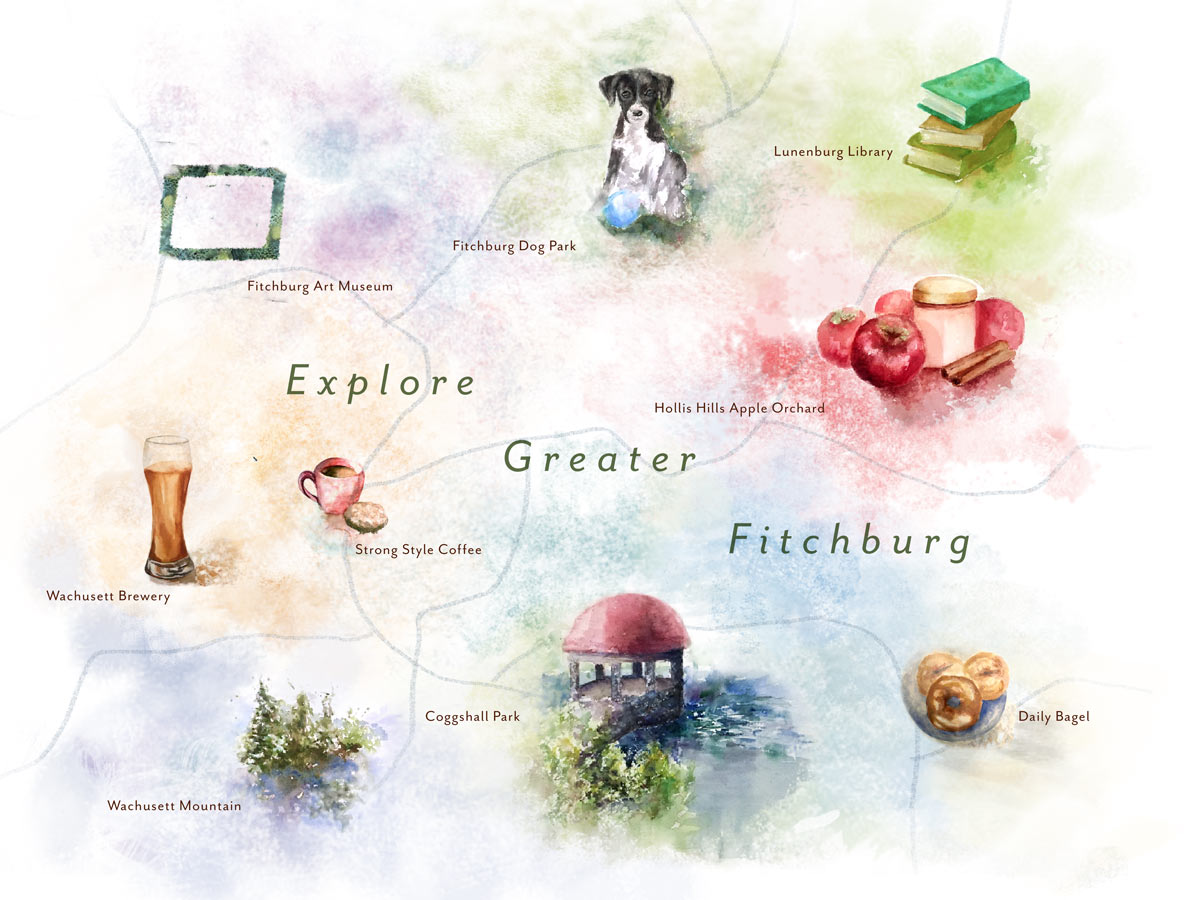 Lunenburg Library
Fitchburg Dog Park
Fitchburg Art Museum
Explore
Hollis Hills Apple Orchard
Greater
Fitchburg
Strong Style Coffee
Wachusett Brewery
Coggshall Park
Daily Bagel
Wachusett Mountain